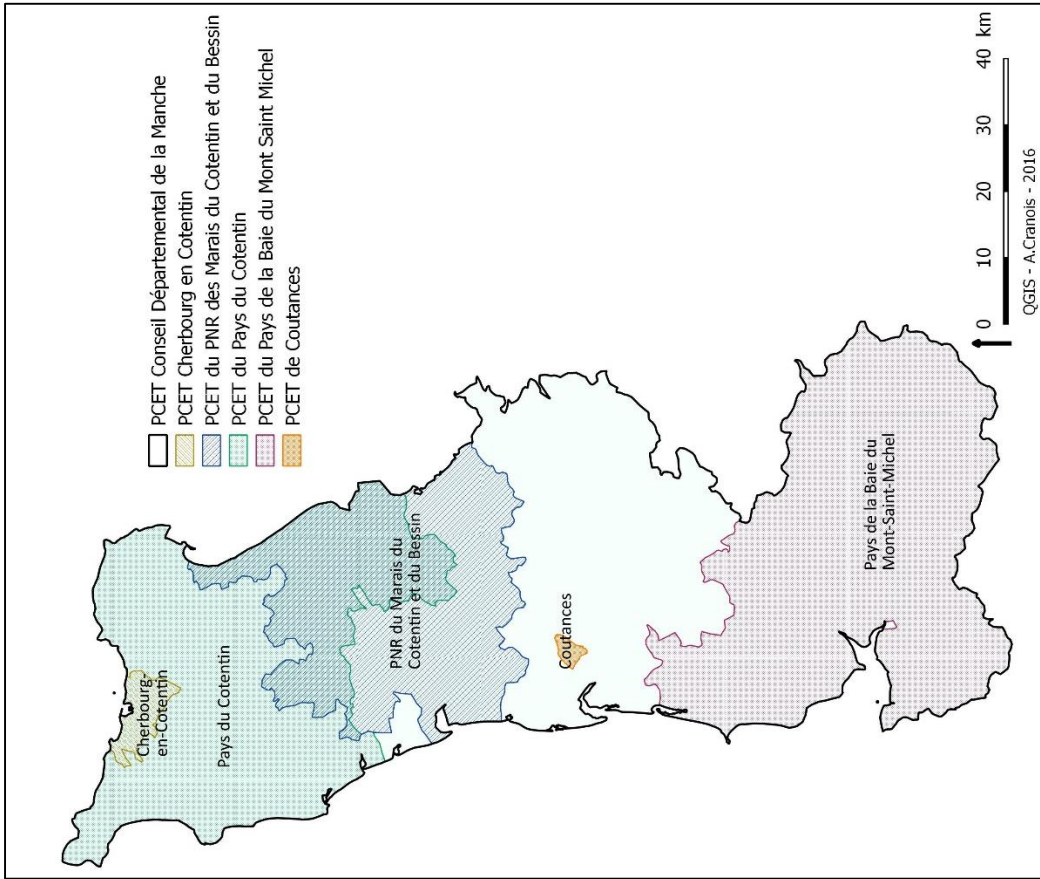 PCET Conseil Départemental de la Manche
PCET Cherbourg en Cotentin
PCET du PNR des Marais du Cotentin et du Bessin
PCET du Pays du Cotentin
PCET du Pays de la Baie du Mont Saint Michel
PCET de Coutances
Cherbourg-
en-Cotentin
Pays du Cotentin
PNR du Marais du
Cotentin et du Bessin
Coutances
Pays de la Baie du
Mont-Saint-Michel
0 10 20 30 40 km
QGIS - A.Cranois - 2016